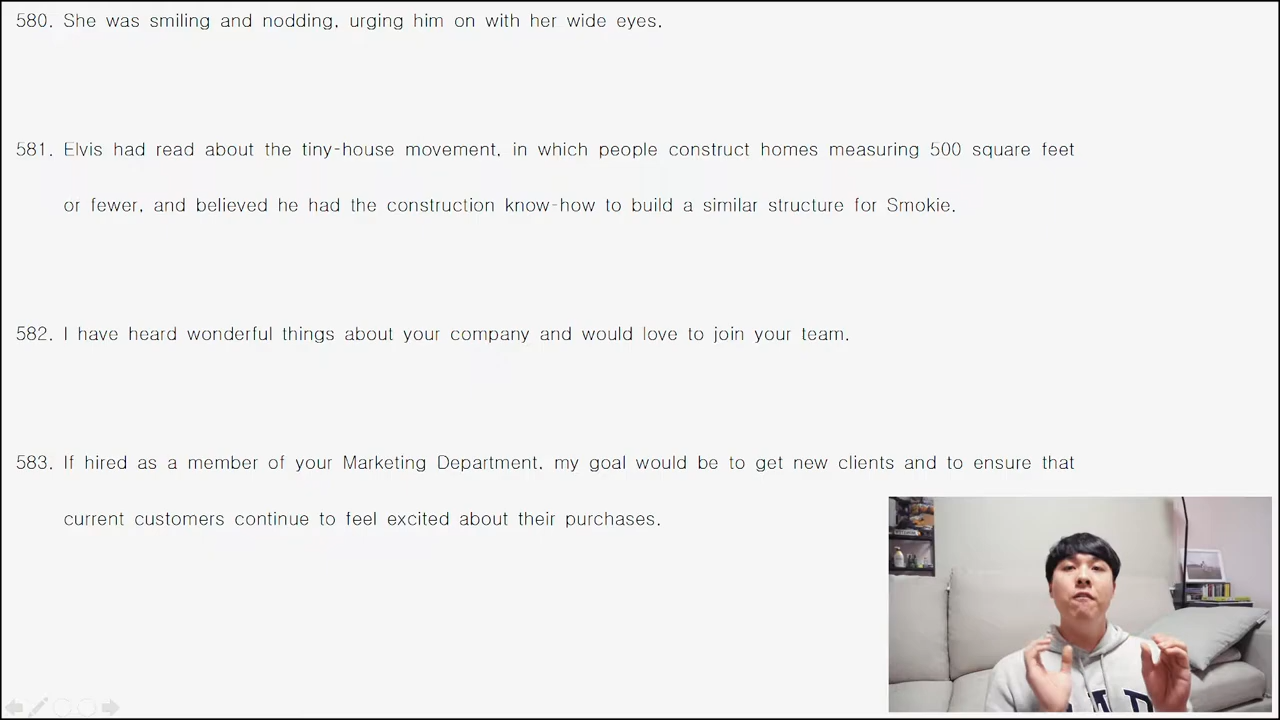 580. She was smiling and nodding, urging him on with her wide eyes.
581. Elvis had read about the tiny-house movement, in which people construct homes measuring 500 square feet
or fewer, and believed he had the construction know-how to build a similar structure for Smokie.
582. I have heard wonderful things about your company and would love to join your team.
583. If hired as a member of your Marketing Department, my goal would be to get new clients and to ensure that
current customers continue to feel excited about their purchases.